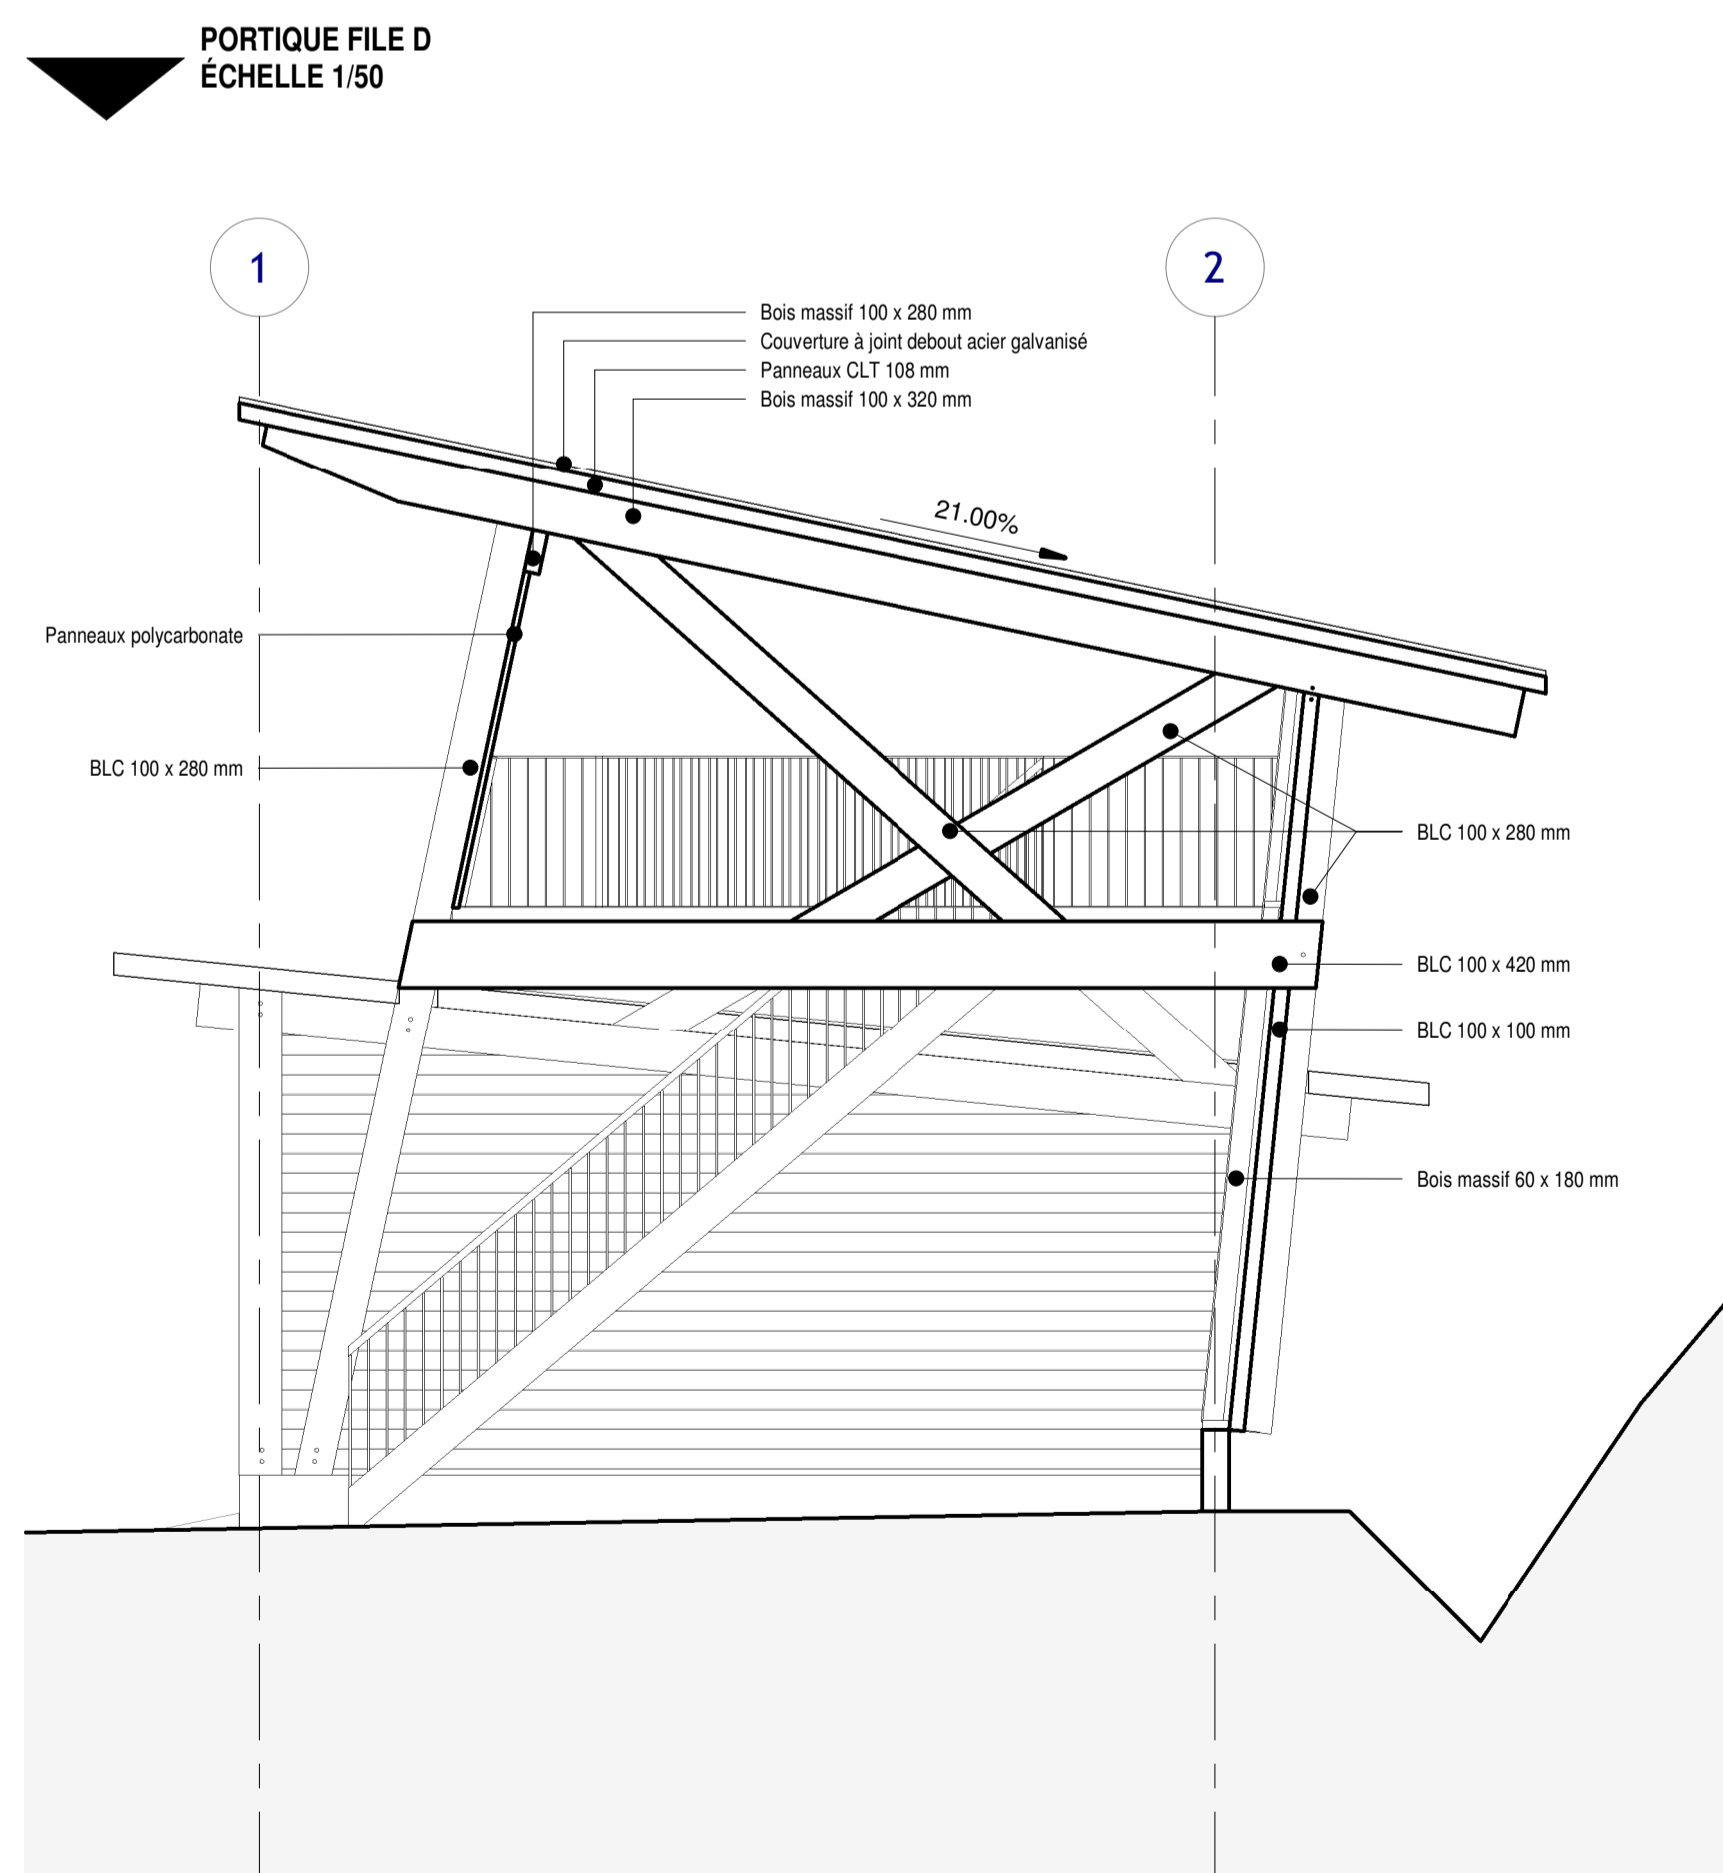 PORTIQUE FILE D
ÉCHELLE 1/50
1
2
Bois massif 100 x 280 mm
Couverture à joint debout acier galvanisé
Panneaux CLT 108 mm
Bois massif 100 x 320 mm
21.00%
Panneaux polycarbonate
BLC 100 x 280 mm
BLC 100 x 280 mm
BLC 100 x 420 mm
BLC 100 x 100 mm
Bois massif 60 x 180 mm